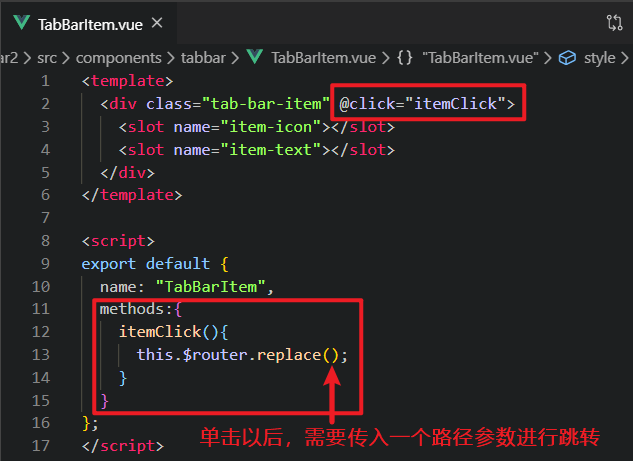 TabBarItem.vue ×
ar2 > src > components > tabbar > TabBarItem.vue > {} "TabBarItem.vue" > style >
1 <template>
2 <div class="tab-bar-item" @click="itemClick">
3 <slot name="item-icon"></slot>
4 <slot name="item-text"></slot>
5 </div>
6 </template>
7
8 <script>
9 export default {
10 name: "TabBarItem",
11 methods:{
12 itemClick(){
13 this.$router.replace();
14 }
15 }
16 };
17 </script>
单击以后，需要传入一个路径参数进行跳转